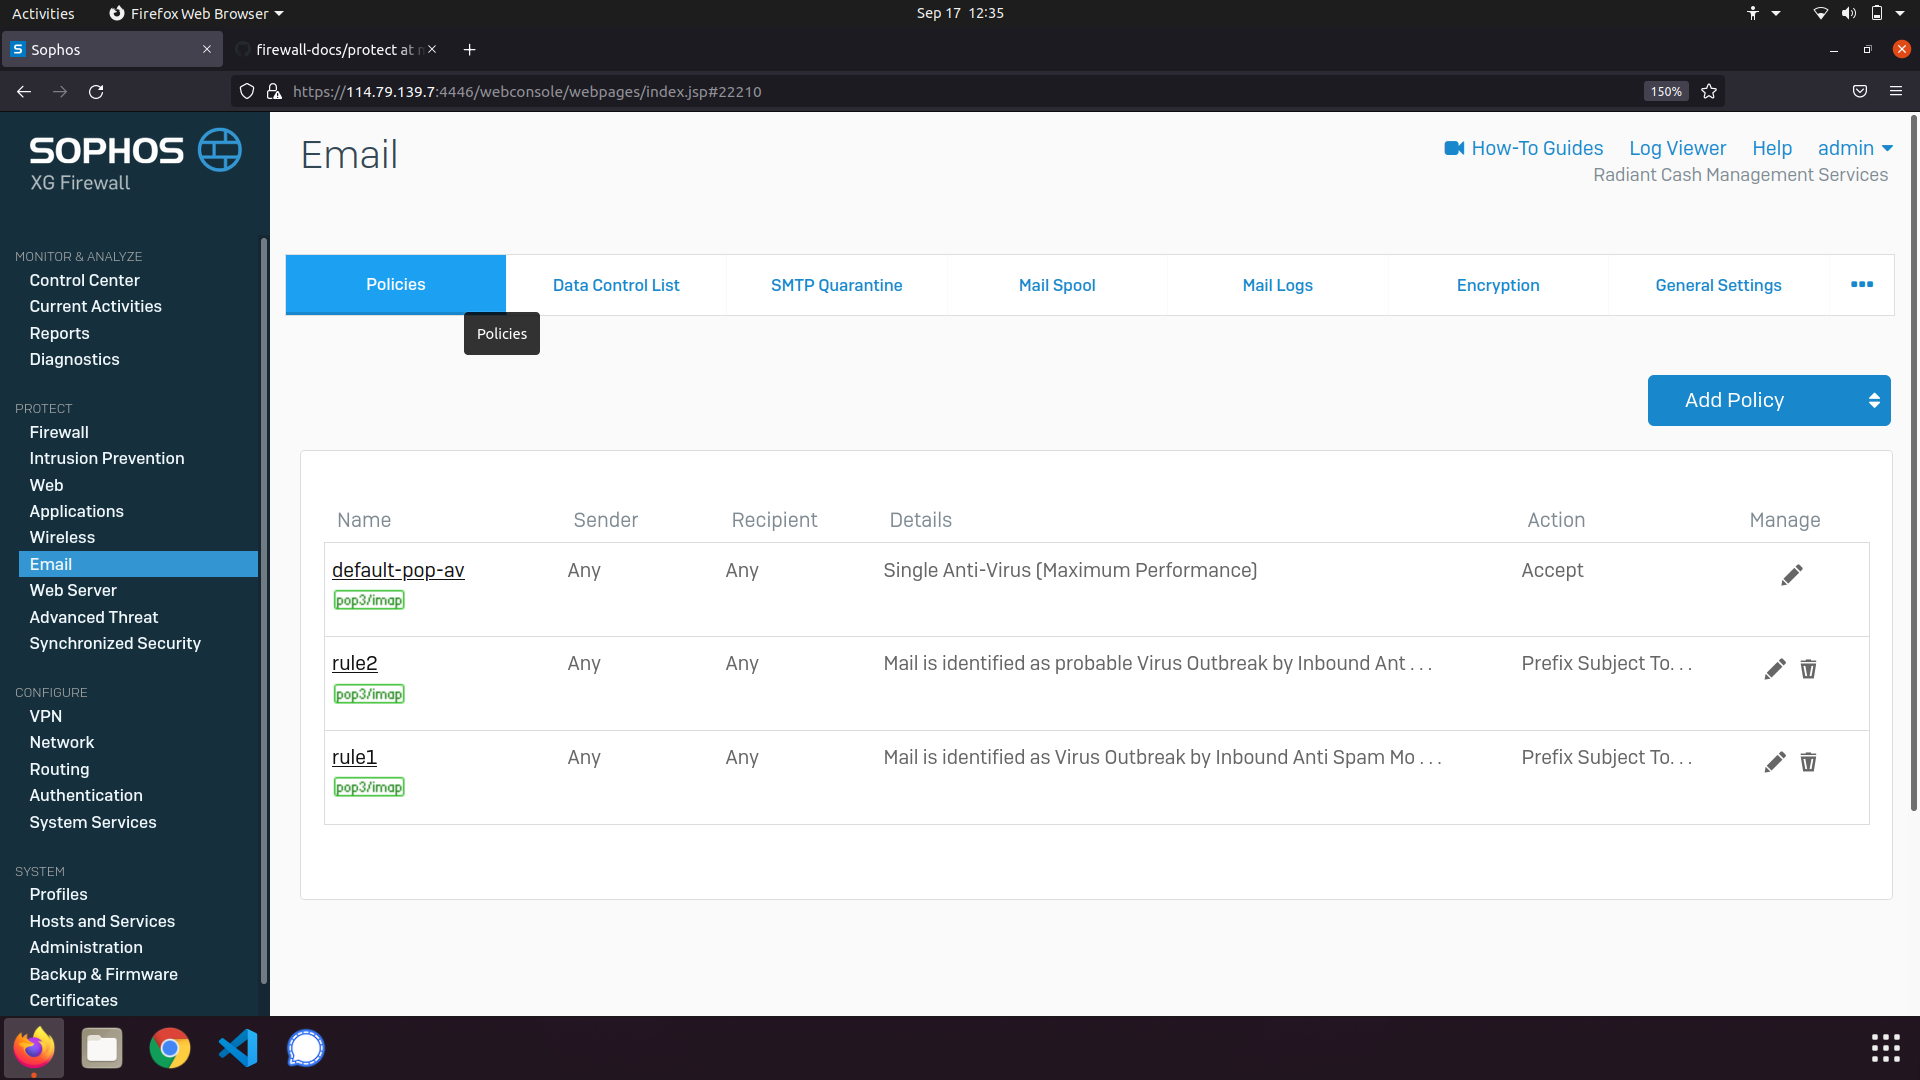 Activities
Firefox Web Browser
Sep 17 12:35
Sophos
firewall-docs/protect at
https://114.79.139.7:4446/webconsole/webpages/index.jsp#22210
150%
SOPHOS
XG Firewall
Email
How-To Guides
Log Viewer
Help
admin
Radiant Cash Management Services
MONITOR & ANALYZE
Control Center
Current Activities
Reports
Diagnostics
PROTECT
Firewall
Intrusion Prevention
Web
Applications
Wireless
Email
Web Server
Advanced Threat
Synchronized Security
CONFIGURE
VPN
Network
Routing
Authentication
System Services
SYSTEM
Profiles
Hosts and Services
Administration
Backup & Firmware
Certificates
Policies
Data Control List
SMTP Quarantine
Mail Spool
Mail Logs
Encryption
General Settings
Policies
Add Policy
Name Sender Recipient Details Action Manage
default-pop-av Any Any Single Anti-Virus (Maximum Performance) Accept
pop3/imap
rule2 Any Any Mail is identified as probable Virus Outbreak by Inbound Ant . . . Prefix Subject To. . .
pop3/imap
rule1 Any Any Mail is identified as Virus Outbreak by Inbound Anti Spam Mo . . . Prefix Subject To. . .
pop3/imap